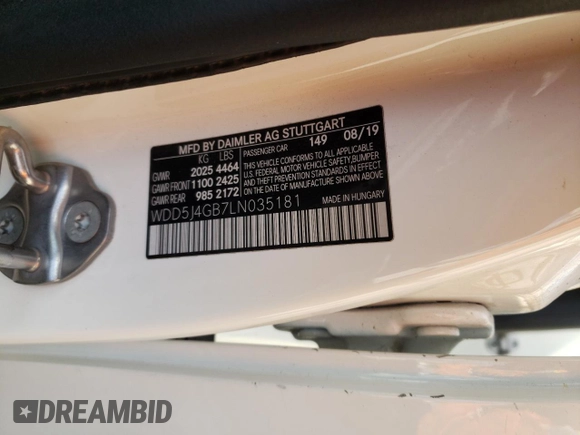 MFD BY DAIMLER AG STUTTGART
KG LBS PASSENGER CAR 149 08/19
GVWR 2025 4464 THIS VEHICLE CONFORMS TO ALL APPLICABLE
GAWR FRONT 1100 2425 U.S. FEDERAL MOTOR VEHICLE SAFETY, BUMPER
GAWR REAR 985 2172 AND THEFT PREVENTION STANDARDS IN EFFECT
ON THE DATE OF MANUFACTURE SHOWN ABOVE.
WDD5J4GB7LN035181 MADE IN HUNGARY
DREAMBID